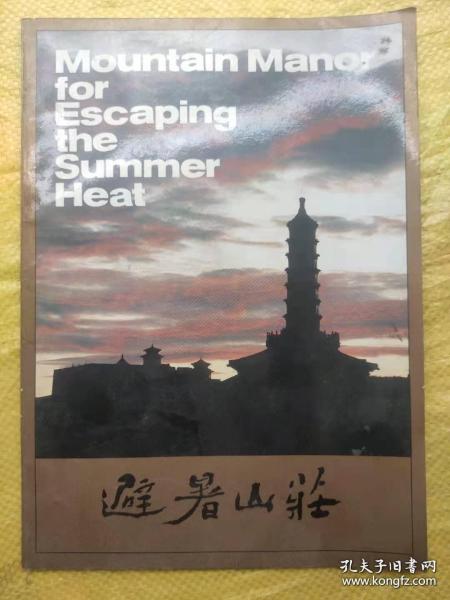 Mountain Manor
for
Escaping
the
Summer
Heat
避暑山莊
孔夫子旧书网
www.kongfz.com